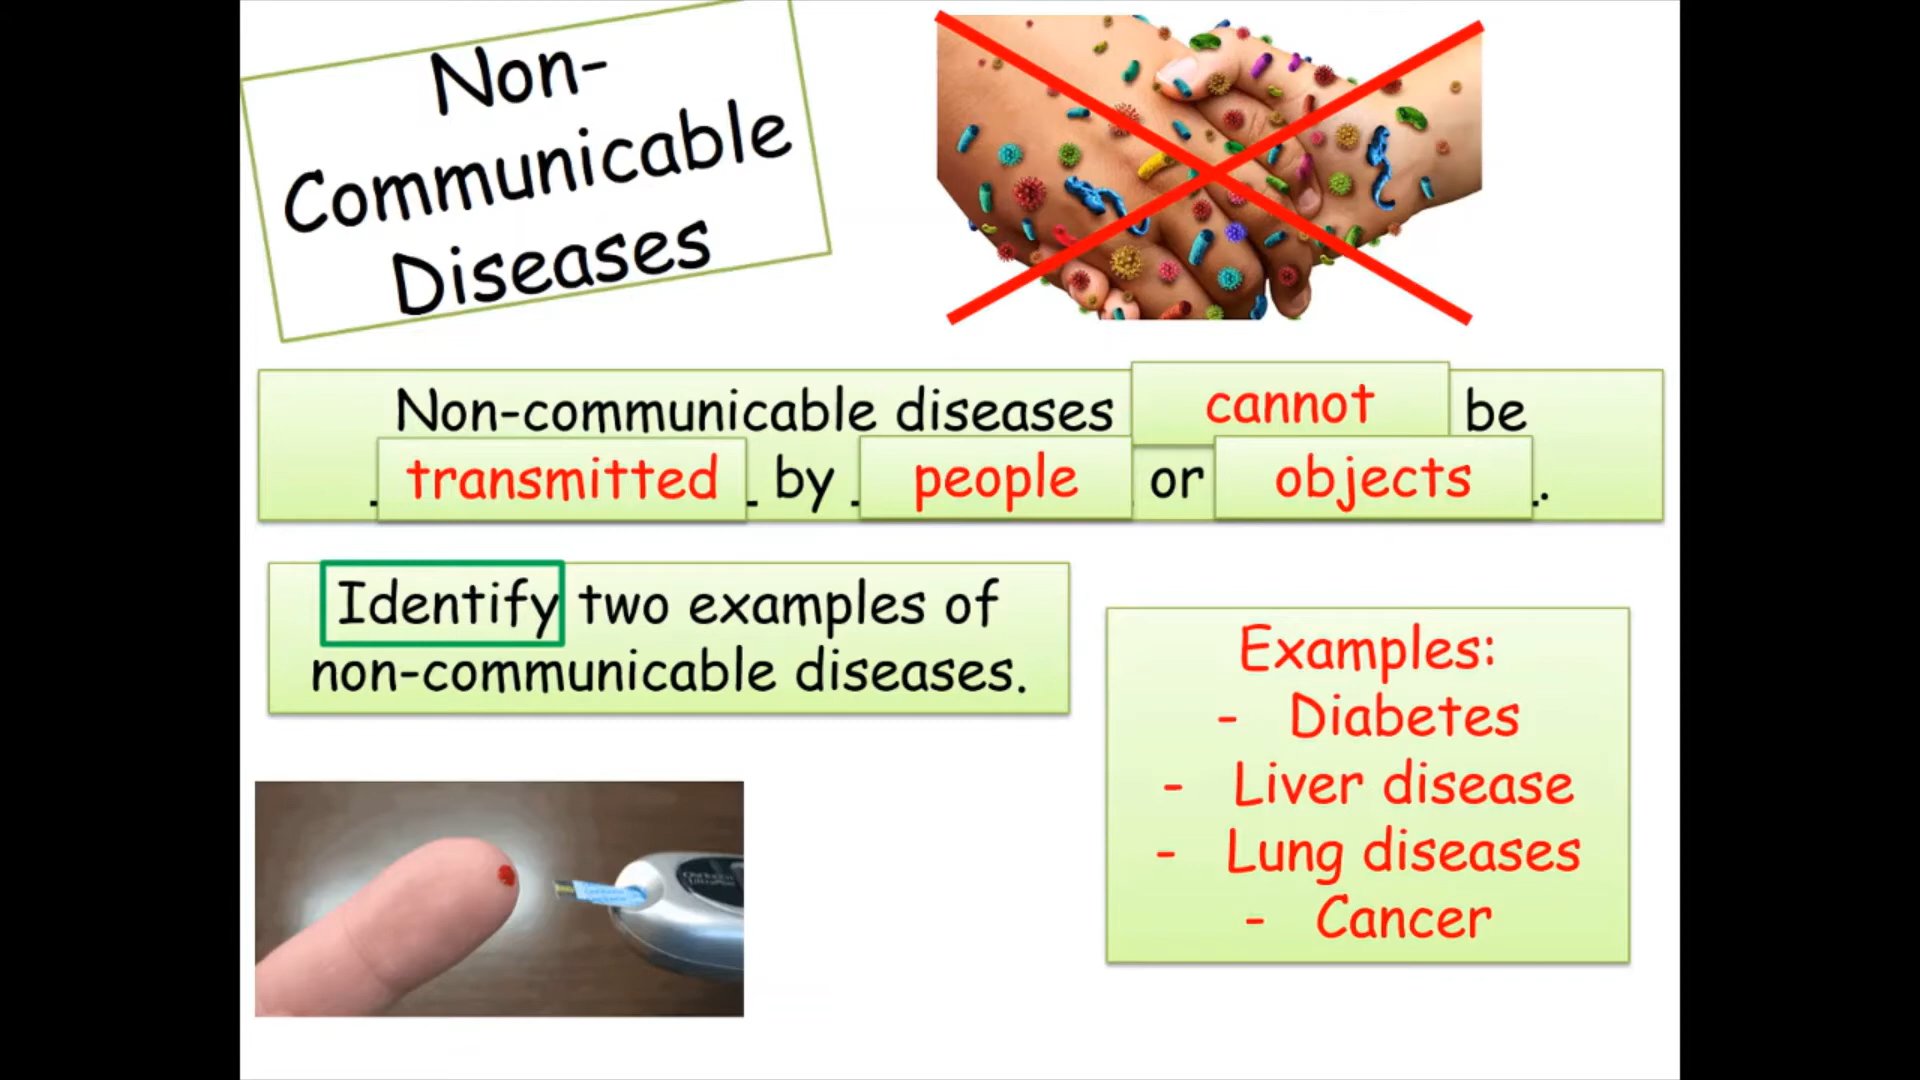 Non-
Communicable
Diseases
Non-communicable diseases cannot be
transmitted by people or objects.
Identify two examples of
non-communicable diseases.
Examples:
- Diabetes
- Liver disease
- Lung diseases
- Cancer